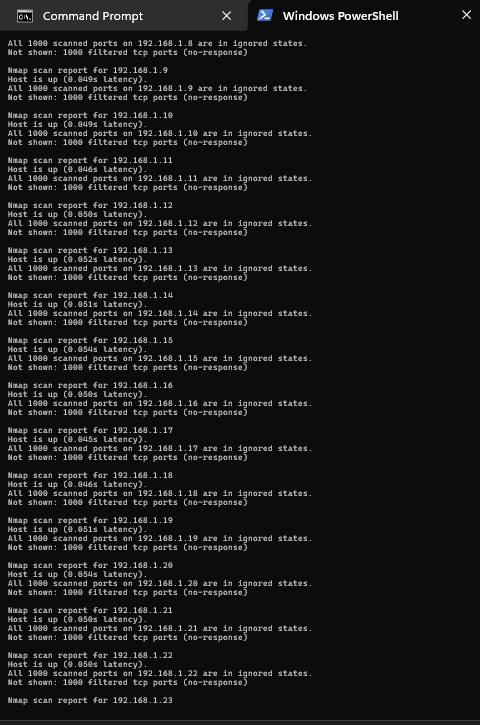 Command Prompt
Windows PowerShell
All 1000 scanned ports on 192.168.1.8 are in ignored states.
Not shown: 1000 filtered tcp ports (no-response)
Nmap scan report for 192.168.1.9
Host is up (0.049s latency).
All 1000 scanned ports on 192.168.1.9 are in ignored states.
Not shown: 1000 filtered tcp ports (no-response)
Nmap scan report for 192.168.1.10
Host is up (0.049s latency).
All 1000 scanned ports on 192.168.1.10 are in ignored states.
Not shown: 1000 filtered tcp ports (no-response)
Nmap scan report for 192.168.1.11
Host is up (0.046s latency).
All 1000 scanned ports on 192.168.1.11 are in ignored states.
Not shown: 1000 filtered tcp ports (no-response)
Nmap scan report for 192.168.1.12
Host is up (0.050s latency).
All 1000 scanned ports on 192.168.1.12 are in ignored states.
Not shown: 1000 filtered tcp ports (no-response)
Nmap scan report for 192.168.1.13
Host is up (0.052s latency).
All 1000 scanned ports on 192.168.1.13 are in ignored states.
Not shown: 1000 filtered tcp ports (no-response)
Nmap scan report for 192.168.1.14
Host is up (0.051s latency).
All 1000 scanned ports on 192.168.1.14 are in ignored states.
Not shown: 1000 filtered tcp ports (no-response)
Nmap scan report for 192.168.1.15
Host is up (0.054s latency).
All 1000 scanned ports on 192.168.1.15 are in ignored states.
Not shown: 1000 filtered tcp ports (no-response)
Nmap scan report for 192.168.1.16
Host is up (0.050s latency).
All 1000 scanned ports on 192.168.1.16 are in ignored states.
Not shown: 1000 filtered tcp ports (no-response)
Nmap scan report for 192.168.1.17
Host is up (0.045s latency).
All 1000 scanned ports on 192.168.1.17 are in ignored states.
Not shown: 1000 filtered tcp ports (no-response)
Nmap scan report for 192.168.1.18
Host is up (0.046s latency).
All 1000 scanned ports on 192.168.1.18 are in ignored states.
Not shown: 1000 filtered tcp ports (no-response)
Nmap scan report for 192.168.1.19
Host is up (0.051s latency).
All 1000 scanned ports on 192.168.1.19 are in ignored states.
Not shown: 1000 filtered tcp ports (no-response)
Nmap scan report for 192.168.1.20
Host is up (0.054s latency).
All 1000 scanned ports on 192.168.1.20 are in ignored states.
Not shown: 1000 filtered tcp ports (no-response)
Nmap scan report for 192.168.1.21
Host is up (0.050s latency).
All 1000 scanned ports on 192.168.1.21 are in ignored states.
Not shown: 1000 filtered tcp ports (no-response)
Nmap scan report for 192.168.1.22
Host is up (0.050s latency).
All 1000 scanned ports on 192.168.1.22 are in ignored states.
Not shown: 1000 filtered tcp ports (no-response)
Nmap scan report for 192.168.1.23